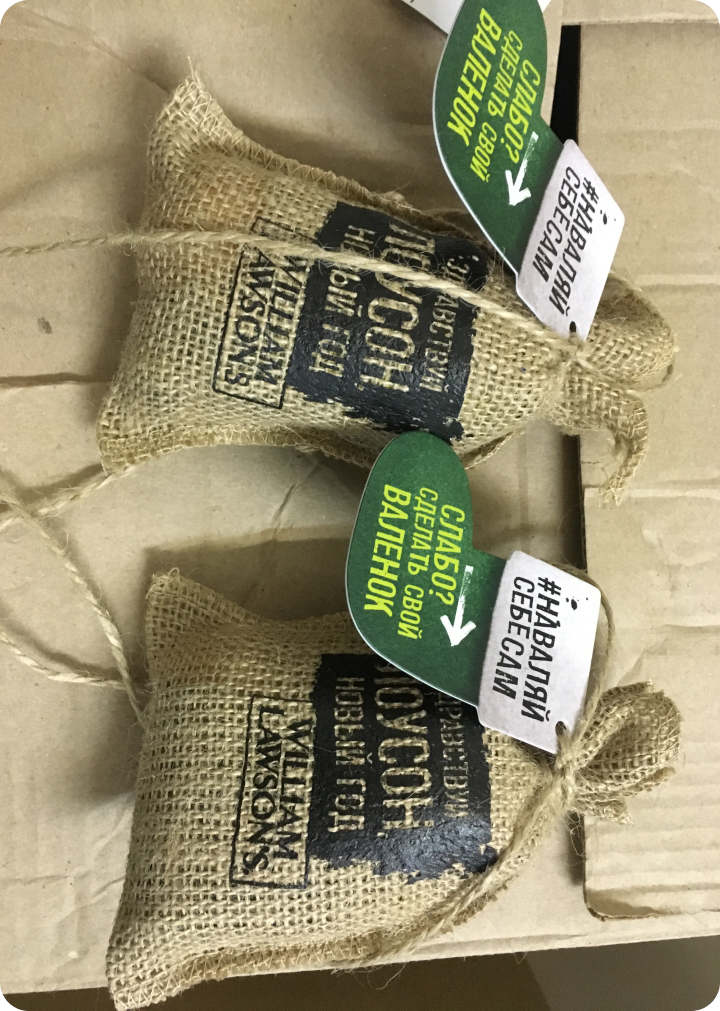 СЛАБО?
СДЕЛАТЬ СВОЙ
ВАЛЕНОК
#НАВАЛЯЙ
СЕБЕСАМ
ЛОУСОН,
НОВЫЙ ГОД
WILLIAM
LAWSON'S
СЛАБО?
СДЕЛАТЬ СВОЙ
ВАЛЕНОК
#НАВАЛЯЙ
СЕБЕСАМ
ЛОУСОН,
НОВЫЙ ГОД
WILLIAM
LAWSON'S.